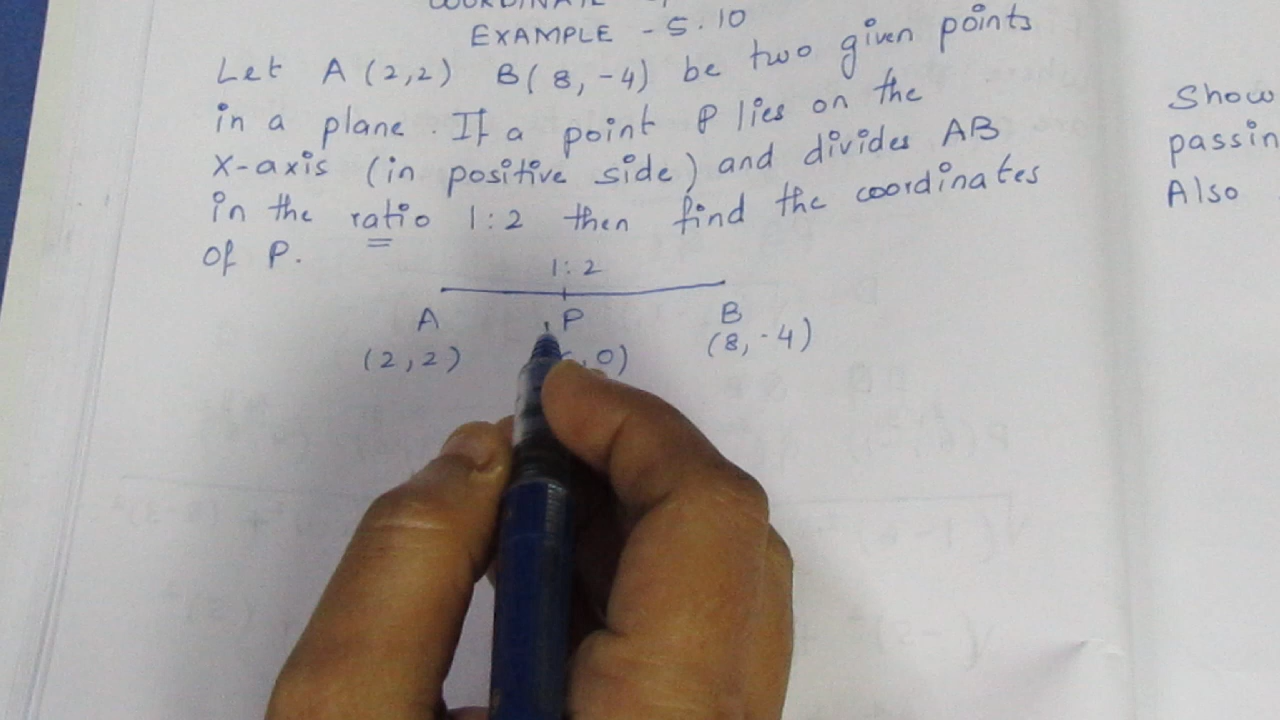 EXAMPLE - 5.10
Let A (2,2) B( 8, -4) be two given points
in a plane. If a point P lies on the
X-axis (in positive side) and divides AB
in the ratio 1:2 then find the coordinates
of P.
1:2
A P B
(2,2) , 0) (8, -4)
Show
passin
Also